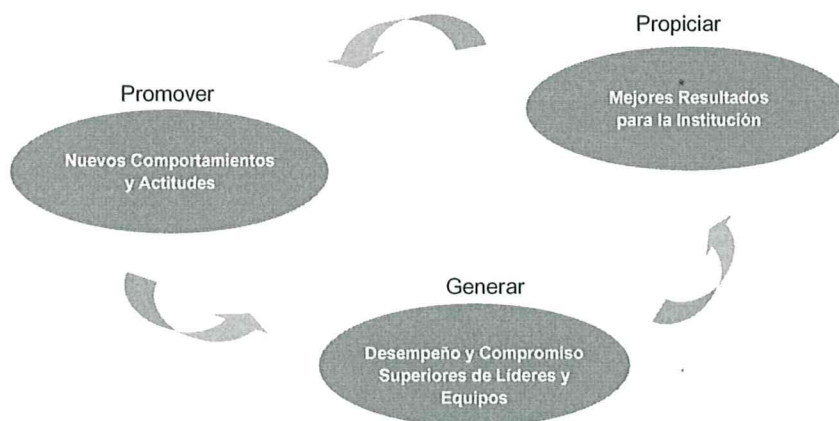 Propiciar
Mejores Resultados
para la Institución
Promover
Nuevos Comportamientos
y Actitudes
Generar
Desempeño y Compromiso
Superiores de Líderes y
Equipos